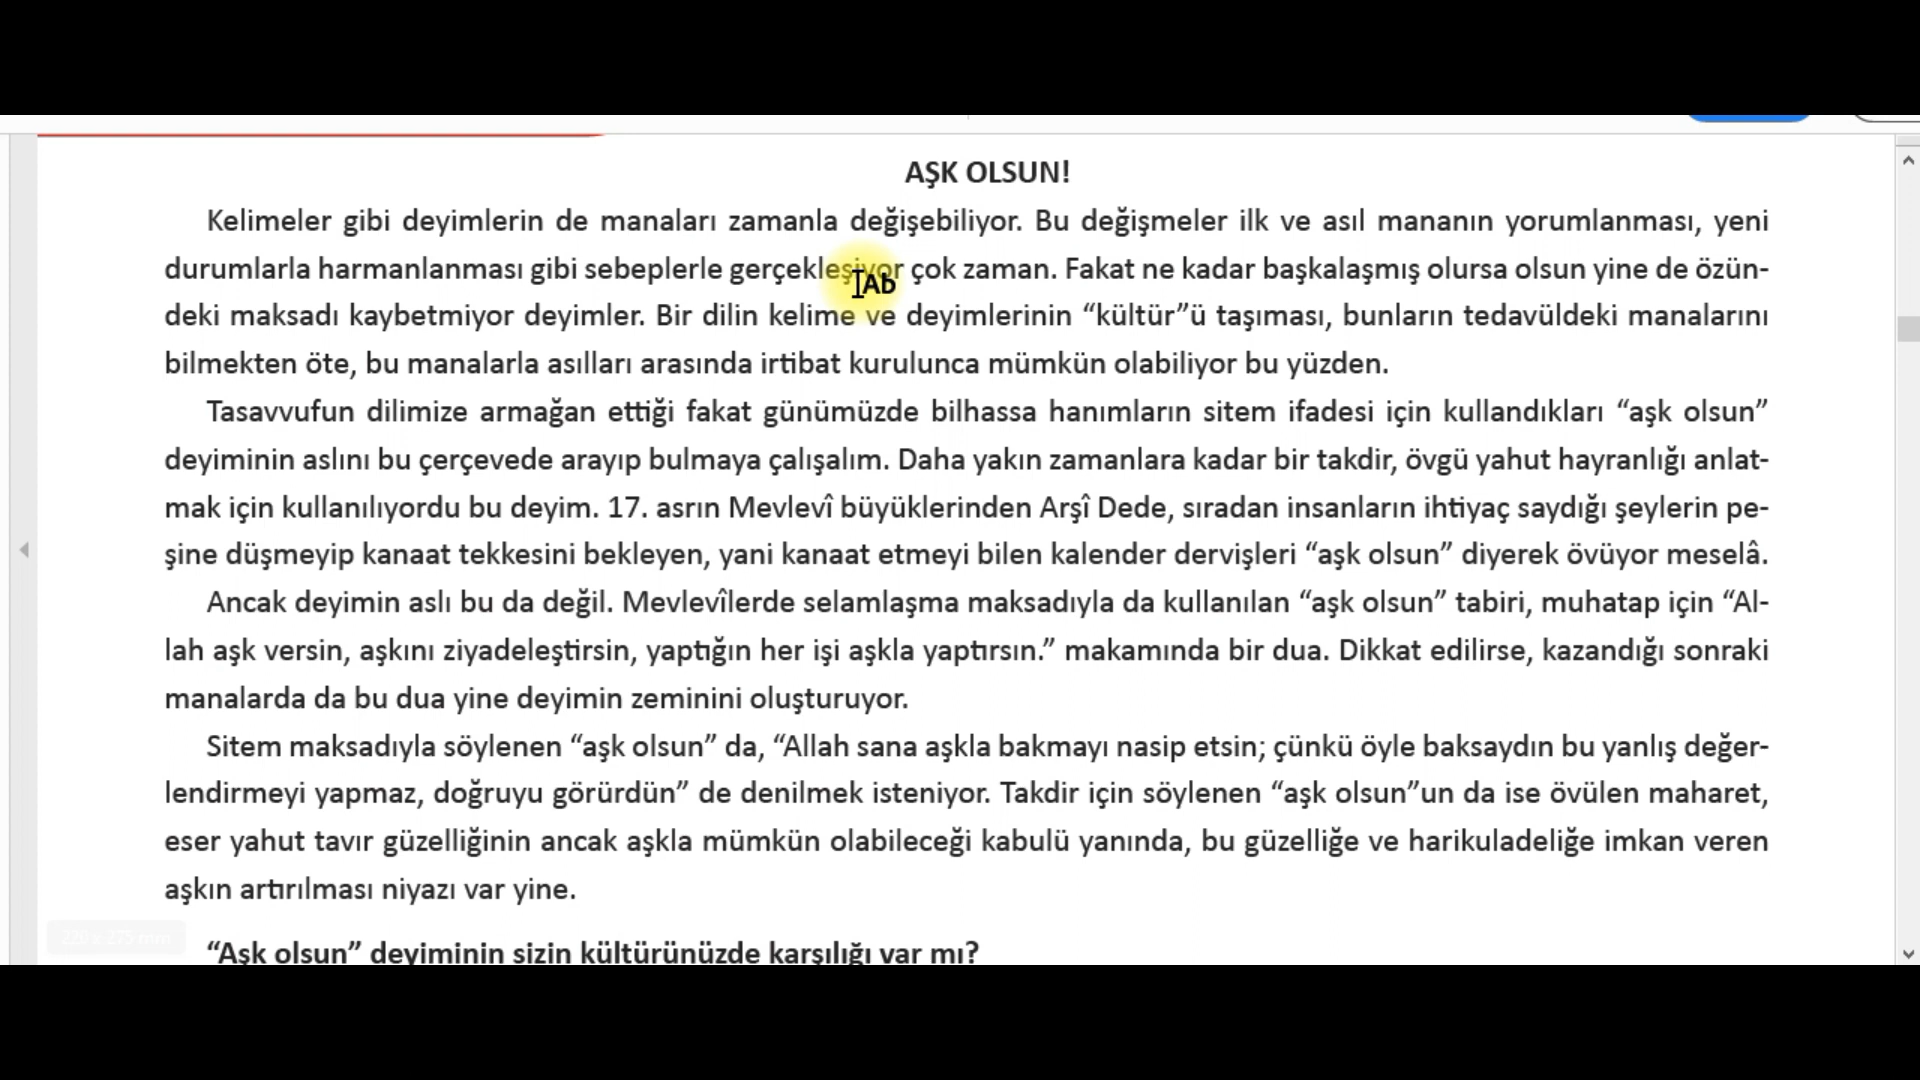 AŞK OLSUN!
Kelimeler gibi deyimlerin de manaları zamanla değişebiliyor. Bu değişmeler ilk ve asıl mananın yorumlanması, yeni
durumlarla harmanlanması gibi sebeplerle gerçekleşiyor çok zaman. Fakat ne kadar başkalaşmış olursa olsun yine de özün-
Ab
deki maksadı kaybetmiyor deyimler. Bir dilin kelime ve deyimlerinin “kültür”ü taşıması, bunların tedavüldeki manalarını
bilmekten öte, bu manalarla asılları arasında irtibat kurulunca mümkün olabiliyor bu yüzden.
Tasavvufun dilimize armağan ettiği fakat günümüzde bilhassa hanımların sitem ifadesi için kullandıkları “aşk olsun”
deyiminin aslını bu çerçevede arayıp bulmaya çalışalım. Daha yakın zamanlara kadar bir takdir, övgü yahut hayranlığı anlat-
mak için kullanılıyordu bu deyim. 17. asrın Mevlevî büyüklerinden Arşî Dede, sıradan insanların ihtiyaç saydığı şeylerin pe-
şine düşmeyip kanaat tekkesini bekleyen, yani kanaat etmeyi bilen kalender dervişleri “aşk olsun” diyerek övüyor meselâ.
Ancak deyimin aslı bu da değil. Mevlevîlerde selamlaşma maksadıyla da kullanılan “aşk olsun” tabiri, muhatap için “Al-
lah aşk versin, aşkını ziyadeleştirsin, yaptığın her işi aşkla yaptırsın.” makamında bir dua. Dikkat edilirse, kazandığı sonraki
manalarda da bu dua yine deyimin zeminini oluşturuyor.
Sitem maksadıyla söylenen “aşk olsun” da, “Allah sana aşkla bakmayı nasip etsin; çünkü öyle baksaydın bu yanlış değer-
lendirmeyi yapmaz, doğruyu görürdün” de denilmek isteniyor. Takdir için söylenen “aşk olsun”un da ise övülen maharet,
eser yahut tavır güzelliğinin ancak aşkla mümkün olabileceği kabulü yanında, bu güzelliğe ve harikuladeliğe imkan veren
aşkın artırılması niyazı var yine.
220 x 275 mm
“Aşk olsun” deyiminin sizin kültürünüzde karşılığı var mı?